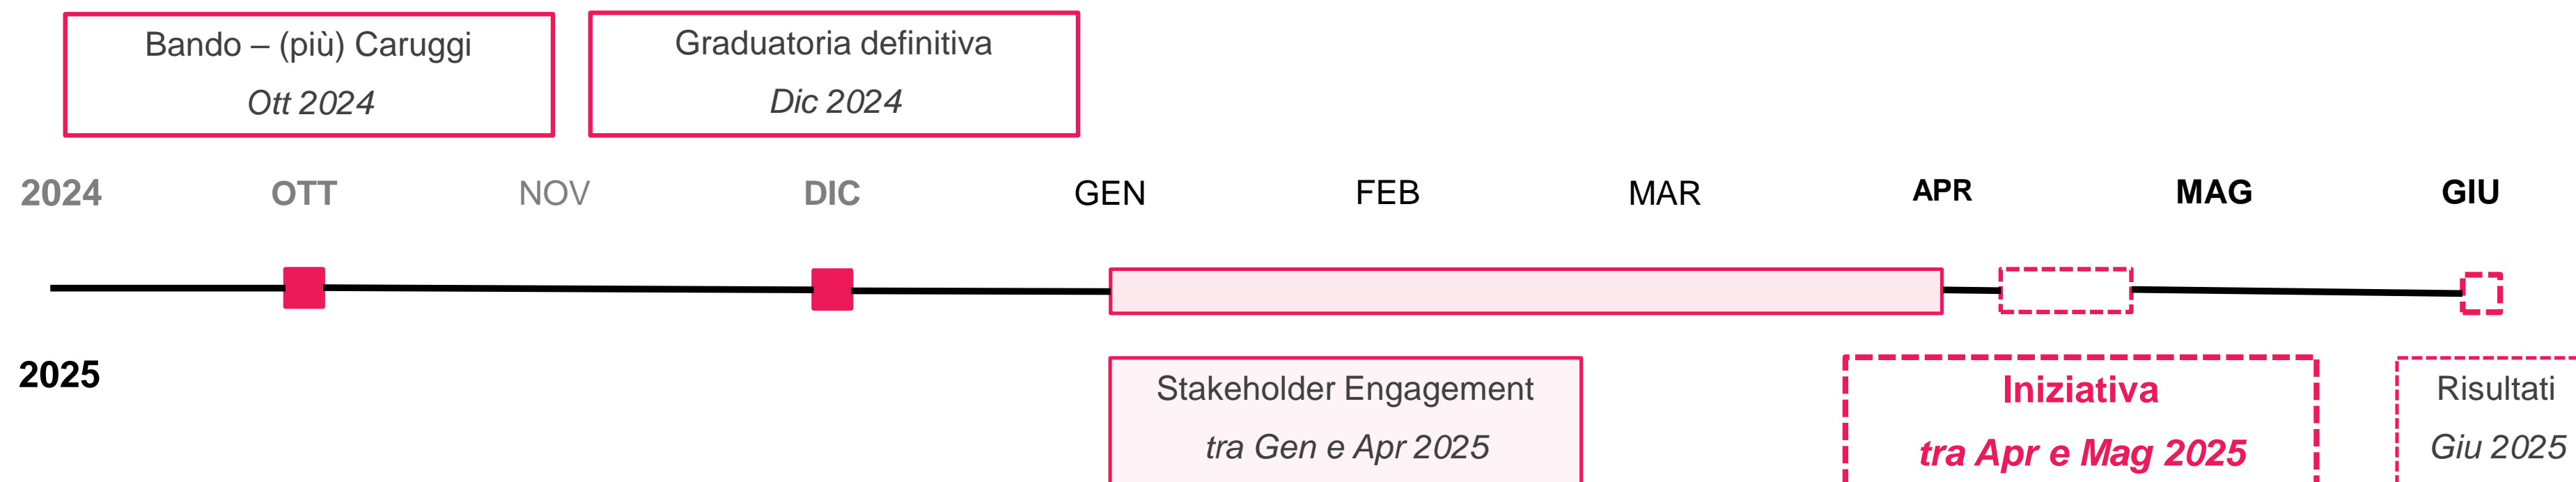 Bando – (più) Caruggi
Ott 2024
Graduatoria definitiva
Dic 2024
2024 OTT NOV DIC GEN FEB MAR APR MAG GIU
2025
Stakeholder Engagement
tra Gen e Apr 2025
Iniziativa
tra Apr e Mag 2025
Risultati
Giu 2025